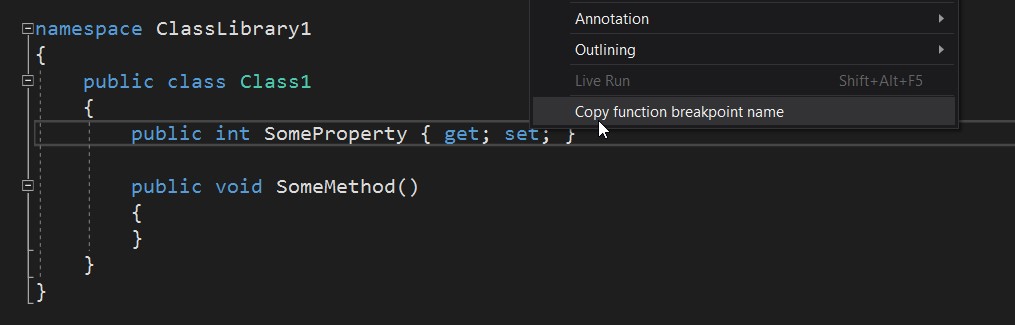 namespace ClassLibrary1
{
public class Class1
{
public int SomeProperty { get; set; }
public void SomeMethod()
{
}
}
}
Annotation
Outlining
Live Run Shift+Alt+F5
Copy function breakpoint name